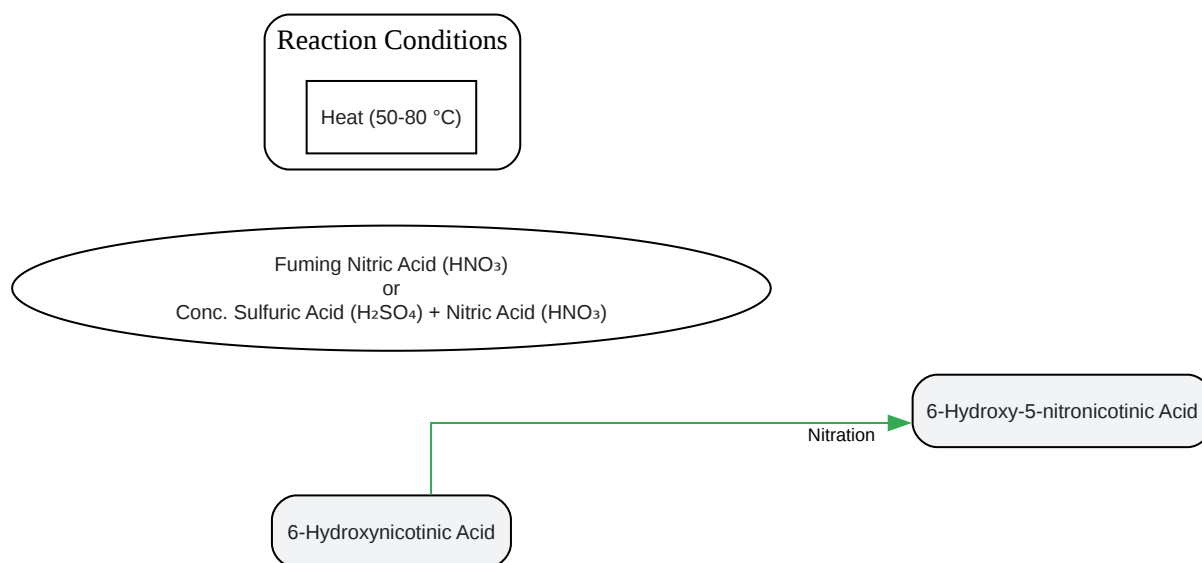 Reaction Conditions
Heat (50-80 °C)
Fuming Nitric Acid (HNO₃)
or
Conc. Sulfuric Acid (H₂SO₄) + Nitric Acid (HNO₃)
6-Hydroxy-5-nitronicotinic Acid
Nitration
6-Hydroxynicotinic Acid